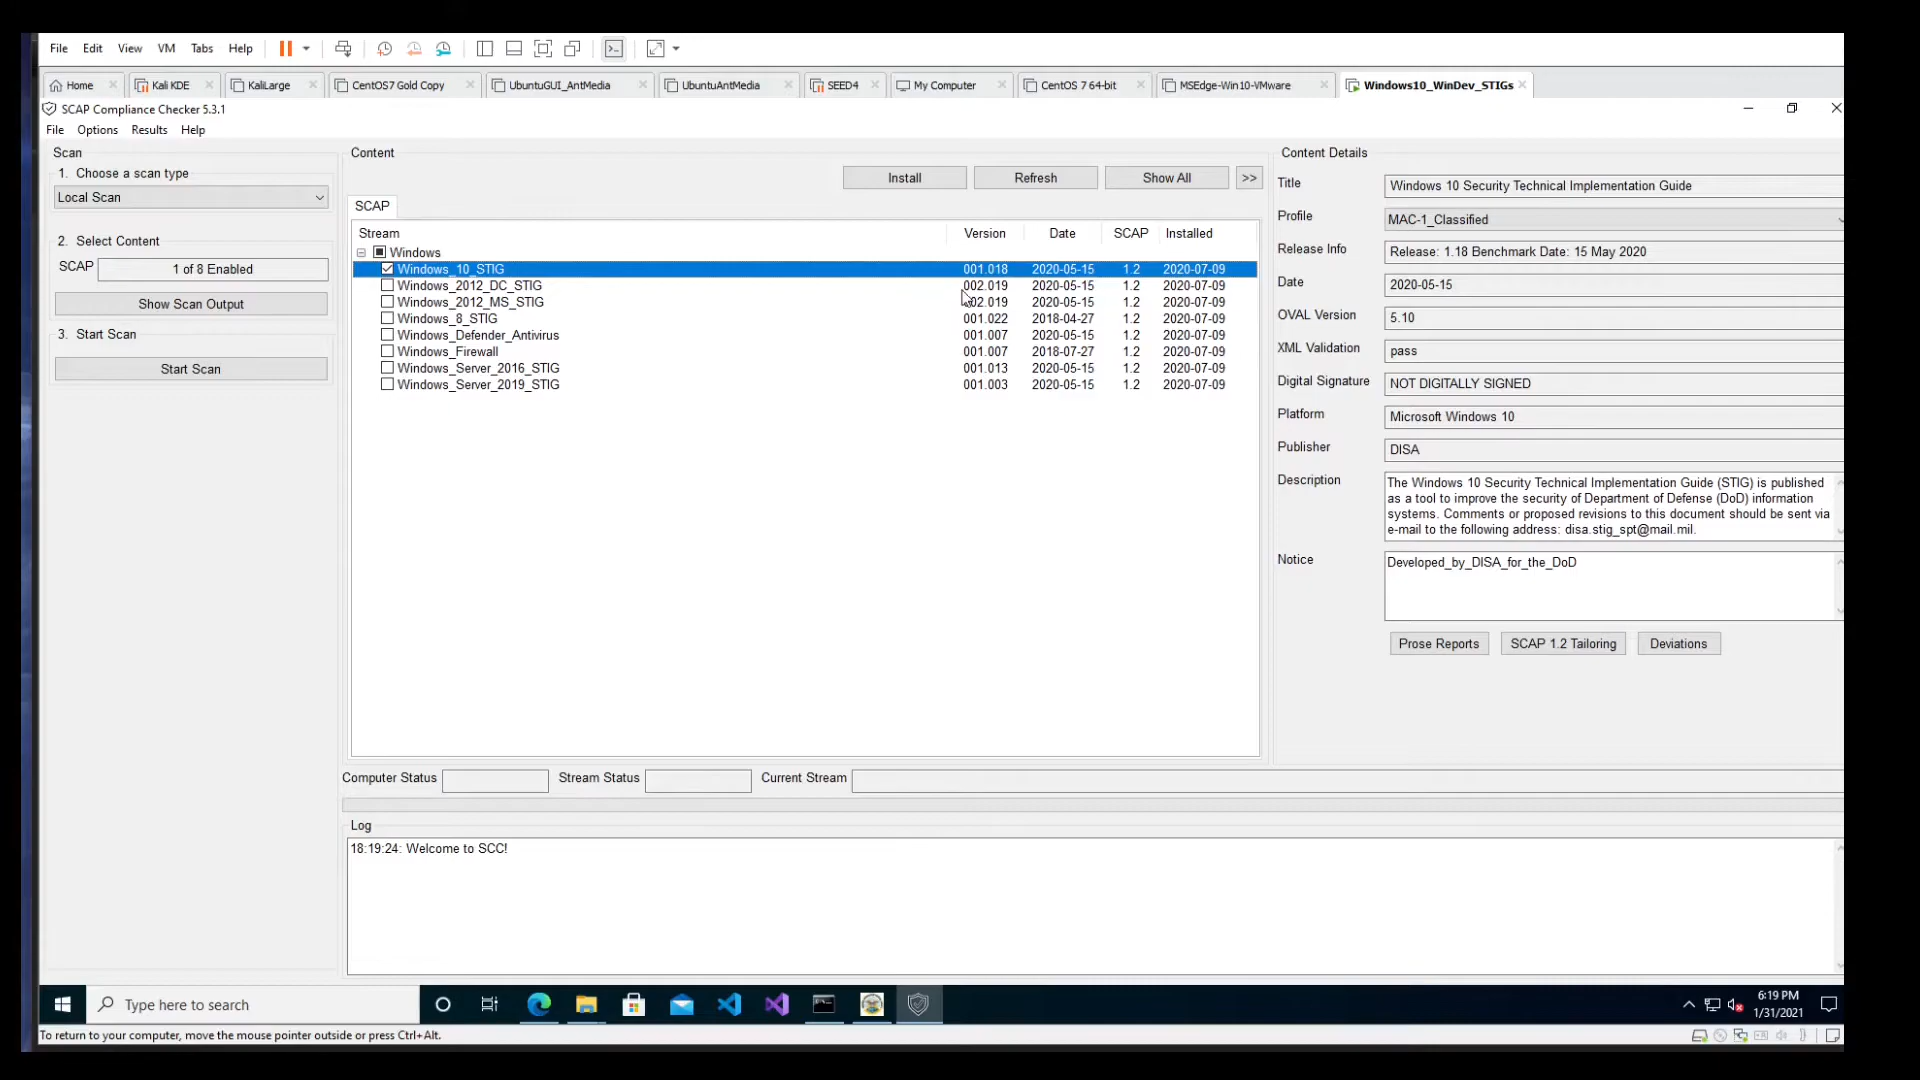 File Edit View VM Tabs Help
Home Kali KDE KaliLarge CentOS7 Gold Copy UbuntuGUI_AntMedia UbuntuAntMedia SEED4 My Computer CentOS 7 64-bit MSEdge-Win10-VMware Windows10_WinDev_STIGs
SCAP Compliance Checker 5.3.1
File Options Results Help
Scan
1. Choose a scan type
Local Scan
2. Select Content
SCAP 1 of 8 Enabled
Show Scan Output
3. Start Scan
Start Scan
Content
Install Refresh Show All >>
SCAP
Stream Version Date SCAP Installed
Windows
Windows_10_STIG 001.018 2020-05-15 1.2 2020-07-09
Windows_2012_DC_STIG 002.019 2020-05-15 1.2 2020-07-09
Windows_2012_MS_STIG 002.019 2020-05-15 1.2 2020-07-09
Windows_8_STIG 001.022 2018-04-27 1.2 2020-07-09
Windows_Defender_Antivirus 001.007 2020-05-15 1.2 2020-07-09
Windows_Firewall 001.007 2018-07-27 1.2 2020-07-09
Windows_Server_2016_STIG 001.013 2020-05-15 1.2 2020-07-09
Windows_Server_2019_STIG 001.003 2020-05-15 1.2 2020-07-09
Content Details
Title Windows 10 Security Technical Implementation Guide
Profile MAC-1_Classified
Release Info Release: 1.18 Benchmark Date: 15 May 2020
Date 2020-05-15
OVAL Version 5.10
XML Validation pass
Digital Signature NOT DIGITALLY SIGNED
Platform Microsoft Windows 10
Publisher DISA
Description The Windows 10 Security Technical Implementation Guide (STIG) is published
as a tool to improve the security of Department of Defense (DoD) information
systems. Comments or proposed revisions to this document should be sent via
e-mail to the following address: disa.stig_spt@mail.mil.
Notice Developed_by_DISA_for_the_DoD
Prose Reports SCAP 1.2 Tailoring Deviations
Computer Status Stream Status Current Stream
Log
18:19:24: Welcome to SCC!
Type here to search
6:19 PM
1/31/2021
To return to your computer, move the mouse pointer outside or press Ctrl+Alt.